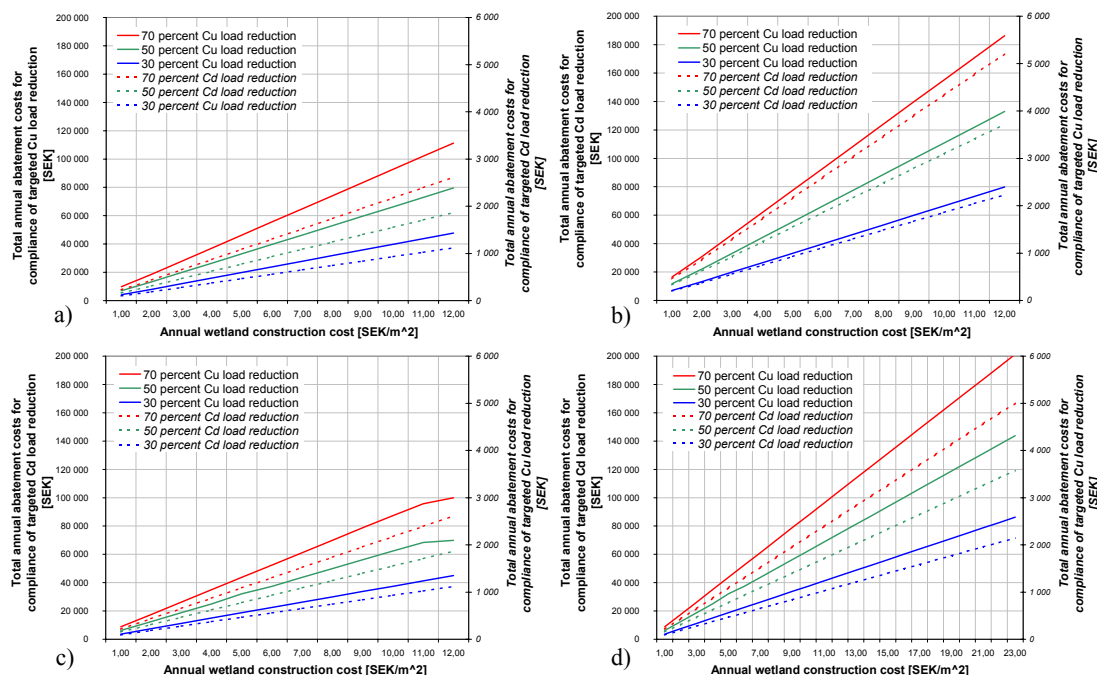 Total annual abatement costs for
compliance of targeted Cu load reduction
[SEK]
200 000
180 000
160 000
140 000
120 000
100 000
80 000
60 000
40 000
20 000
0
70 percent Cu load reduction
50 percent Cu load reduction
30 percent Cu load reduction
70 percent Cd load reduction
50 percent Cd load reduction
30 percent Cd load reduction
6 000
5 000
4 000
3 000
2 000
1 000
0
Total annual abatement costs for
compliance of targeted Cd load reduction
[SEK]
1,00 2,00 3,00 4,00 5,00 6,00 7,00 8,00 9,00 10,00 11,00 12,00
a)
Annual wetland construction cost [SEK/m^2]
Total annual abatement costs for
compliance of targeted Cd load reduction
[SEK]
200 000
180 000
160 000
140 000
120 000
100 000
80 000
60 000
40 000
20 000
0
70 percent Cu load reduction
50 percent Cu load reduction
30 percent Cu load reduction
70 percent Cd load reduction
50 percent Cd load reduction
30 percent Cd load reduction
6 000
5 000
4 000
3 000
2 000
1 000
0
Total annual abatement costs for
compliance of targeted Cu load reduction
[SEK]
1,00 2,00 3,00 4,00 5,00 6,00 7,00 8,00 9,00 10,00 11,00 12,00
b)
Annual wetland construction cost [SEK/m^2]
Total annual abatement costs for
compliance of targeted Cd load reduction
[SEK]
200 000
180 000
160 000
140 000
120 000
100 000
80 000
60 000
40 000
20 000
0
70 percent Cu load reduction
50 percent Cu load reduction
30 percent Cu load reduction
70 percent Cd load reduction
50 percent Cd load reduction
30 percent Cd load reduction
6 000
5 000
4 000
3 000
2 000
1 000
0
Total annual abatement costs for
compliance of targeted Cu load reduction
[SEK]
1,00 2,00 3,00 4,00 5,00 6,00 7,00 8,00 9,00 10,00 11,00 12,00
c)
Annual wetland construction cost [SEK/m^2]
Total annual abatement costs for
compliance of targeted Cd load reduction
[SEK]
200 000
180 000
160 000
140 000
120 000
100 000
80 000
60 000
40 000
20 000
0
70 percent Cu load reduction
50 percent Cu load reduction
30 percent Cu load reduction
70 percent Cd load reduction
50 percent Cd load reduction
30 percent Cd load reduction
6 000
5 000
4 000
3 000
2 000
1 000
0
Total annual abatement costs for
compliance of targeted Cu load reduction
[SEK]
1,00 3,00 5,00 7,00 9,00 11,00 13,00 15,00 17,00 19,00 21,00 23,00
d)
Annual wetland construction cost [SEK/m^2]